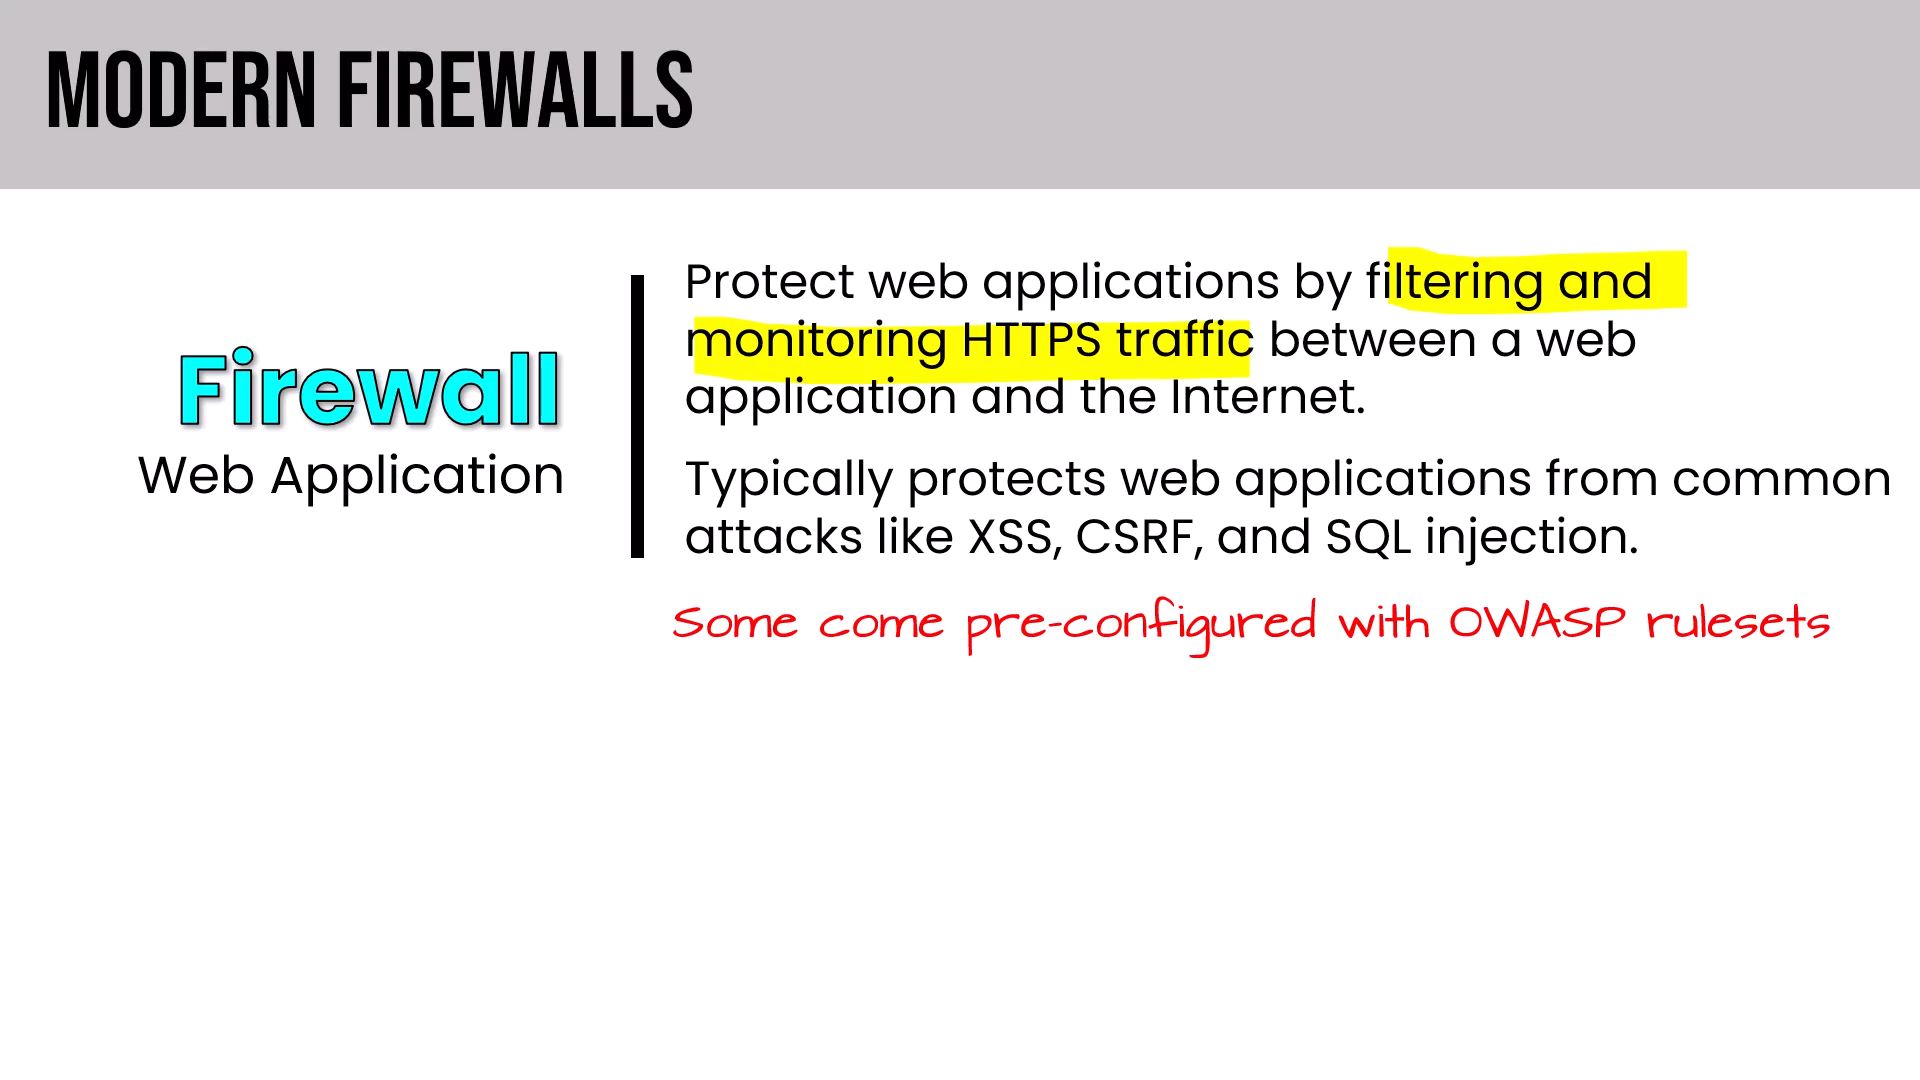 MODERN FIREWALLS
Firewall
Web Application
Protect web applications by filtering and
monitoring HTTPS traffic between a web
application and the Internet.
Typically protects web applications from common
attacks like XSS, CSRF, and SQL injection.
Some come pre-configured with OWASP rulesets